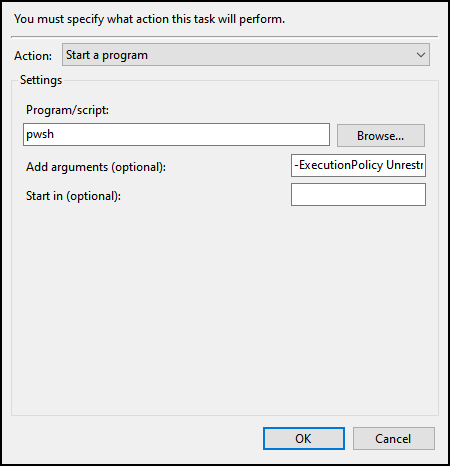 You must specify what action this task will perform.
Action: Start a program
Settings
Program/script:
pwsh Browse...
Add arguments (optional): -ExecutionPolicy
Start in (optional):
OK Cancel